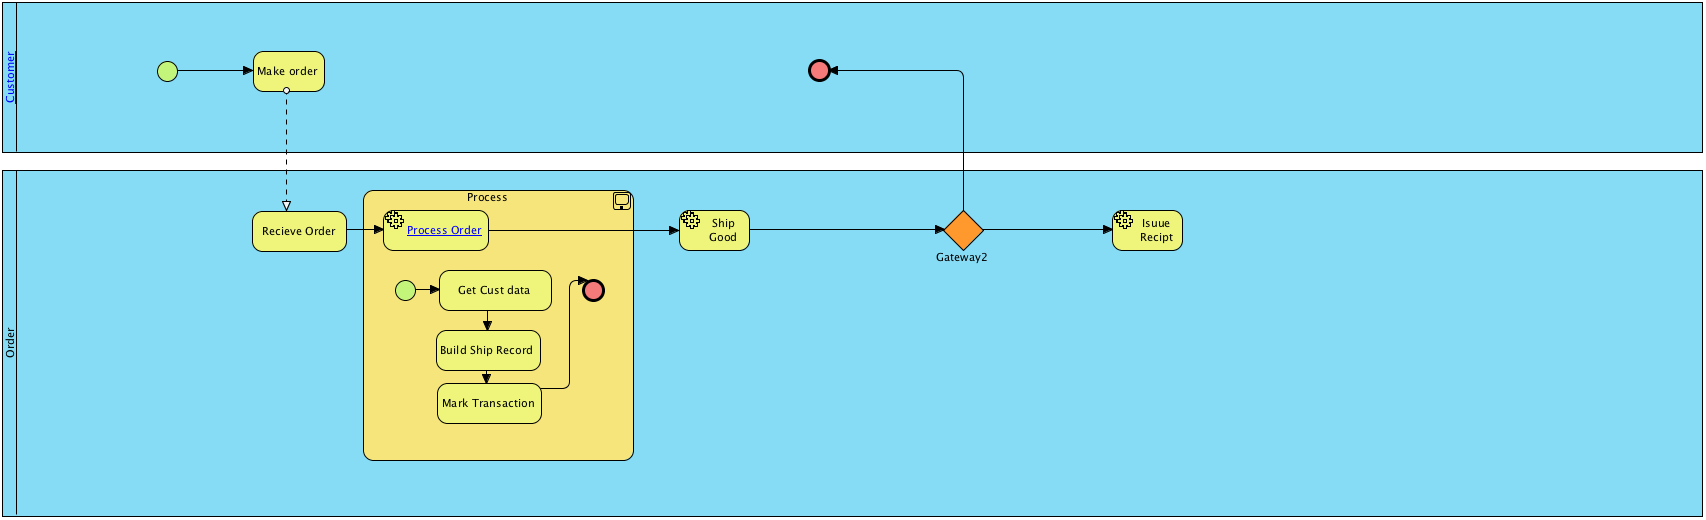 Customer
Make order
Order
Process
Recieve Order
Process Order
Ship
Good
Gateway2
Isuue
Recipt
Get Cust data
Build Ship Record
Mark Transaction